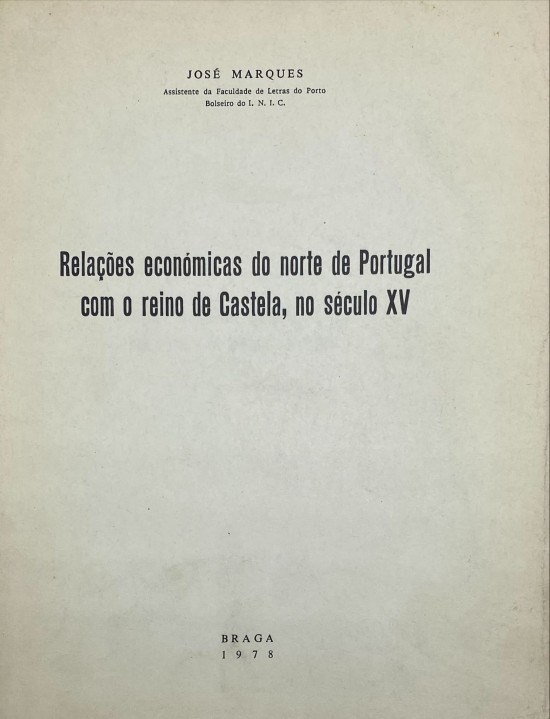 JOSÉ MARQUES
Assistente da Faculdade de Letras do Porto
Bolseiro do I. N. I. C.
Relações económicas do norte de Portugal
com o reino de Castela, no século XV
BRAGA
1978